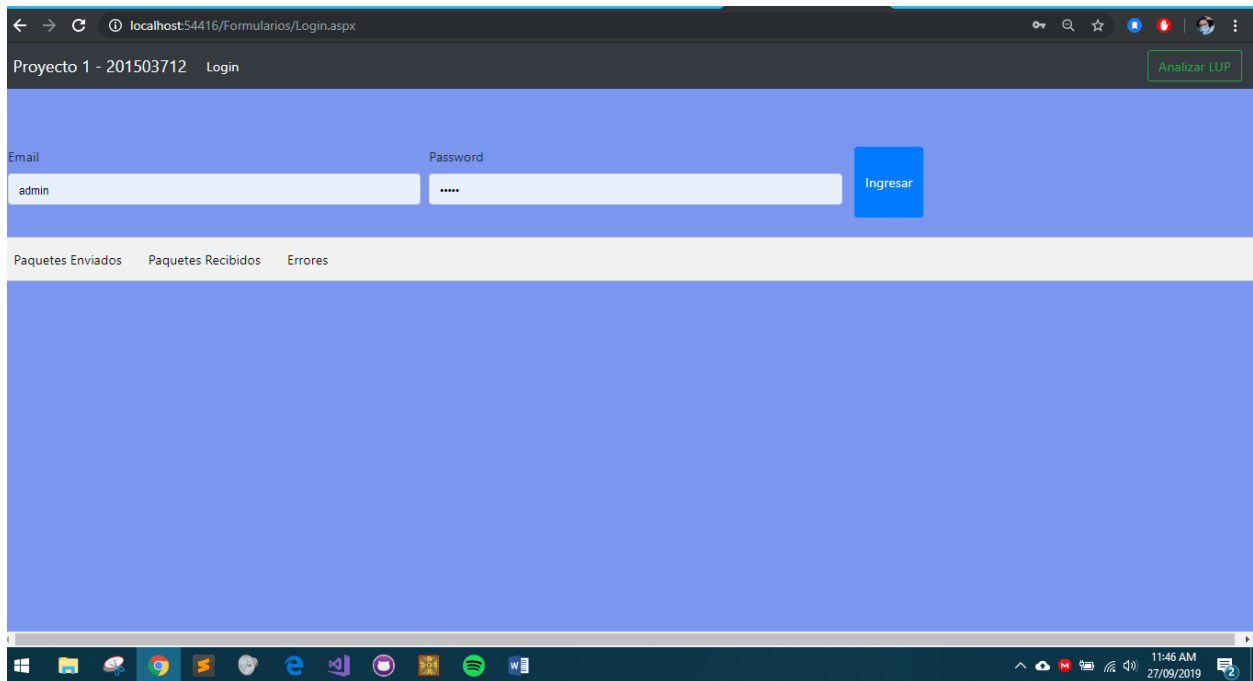 localhost:54416/Formularios/Login.aspx
Proyecto 1 - 201503712 Login Analizar LUP
Email Password
admin ••••• Ingresar
Paquetes Enviados Paquetes Recibidos Errores
11:46 AM
27/09/2019 2